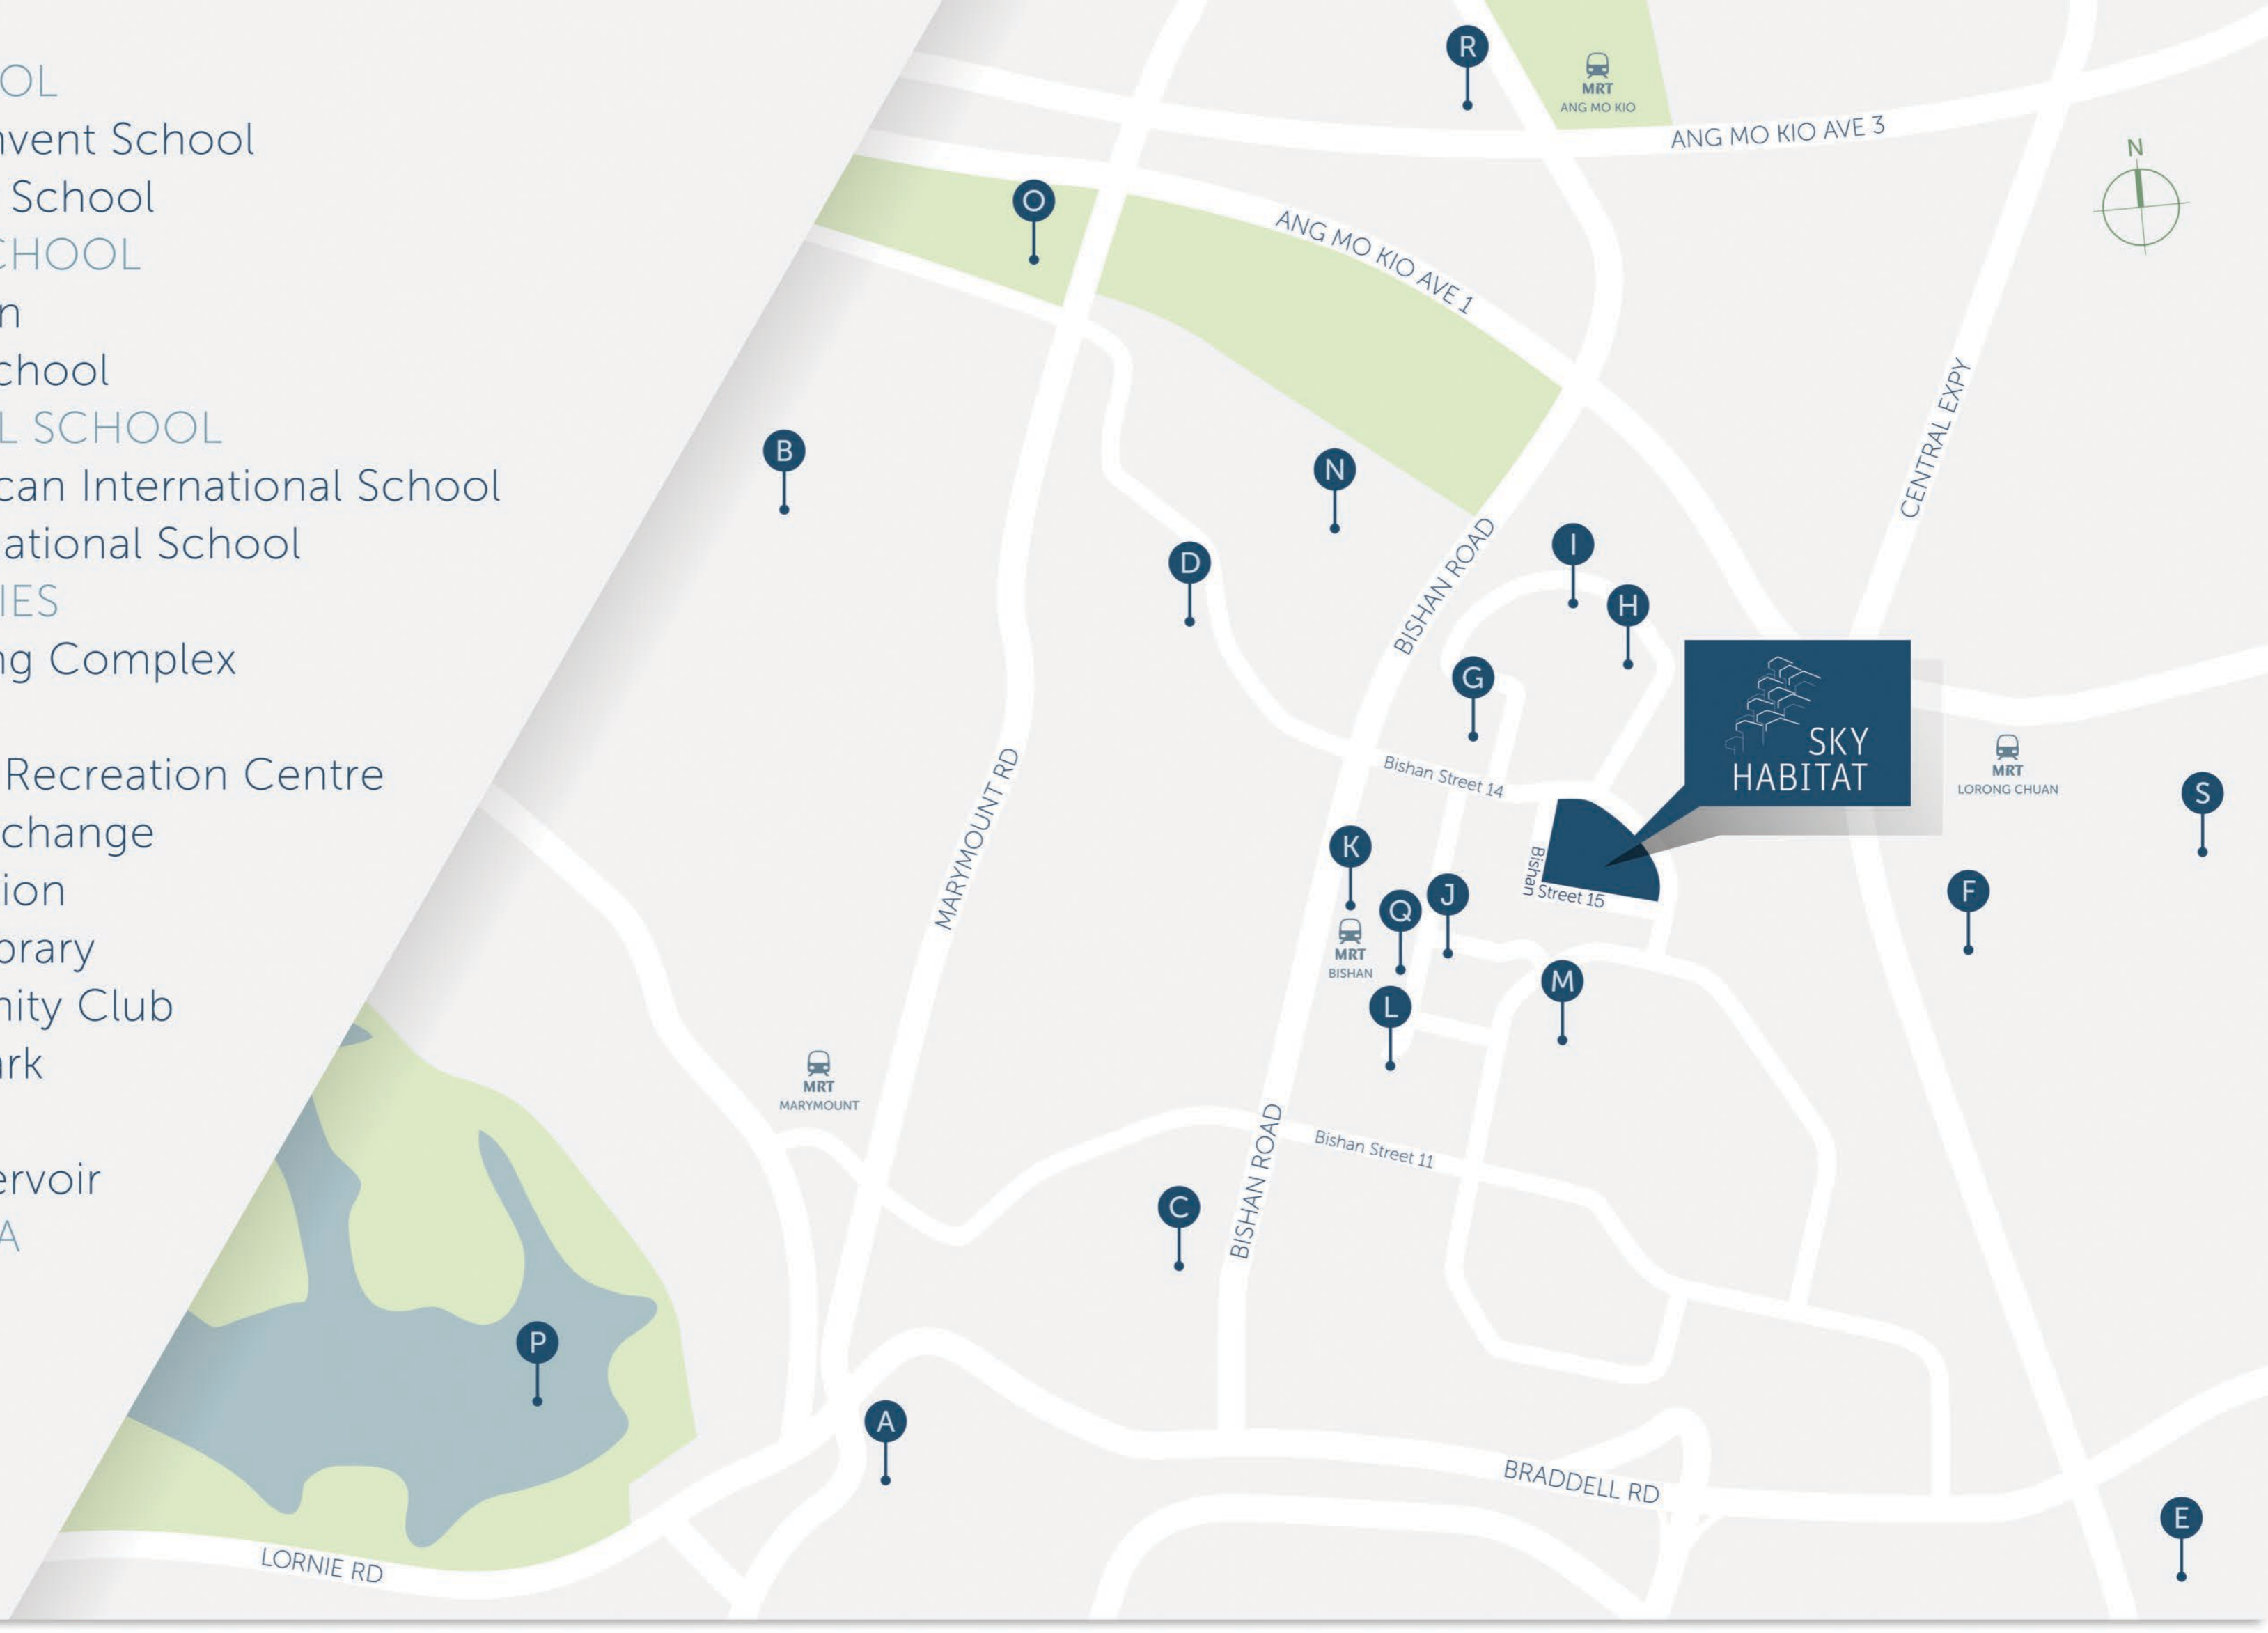 OL
nvent School
School
CHOOL
n
chool
L SCHOOL
can International School
ational School
IES
ng Complex
Recreation Centre
change
ion
brary
nity Club
ark
ervoir
A
R
MRT
ANG MO KIO
ANG MO KIO AVE 3
N
O
ANG MO KIO AVE 1
CENTRAL EXPY
B
N
D
BISHAN ROAD
I
H
G
SKY
HABITAT
Bishan Street 14
MRT
LORONG CHUAN
S
MARYMOUNT RD
K
Bishan Street 15
J
Q
F
MRT
BISHAN
M
L
MRT
MARYMOUNT
BISHAN ROAD
Bishan Street 11
C
P
A
BRADDELL RD
E
LORNIE RD